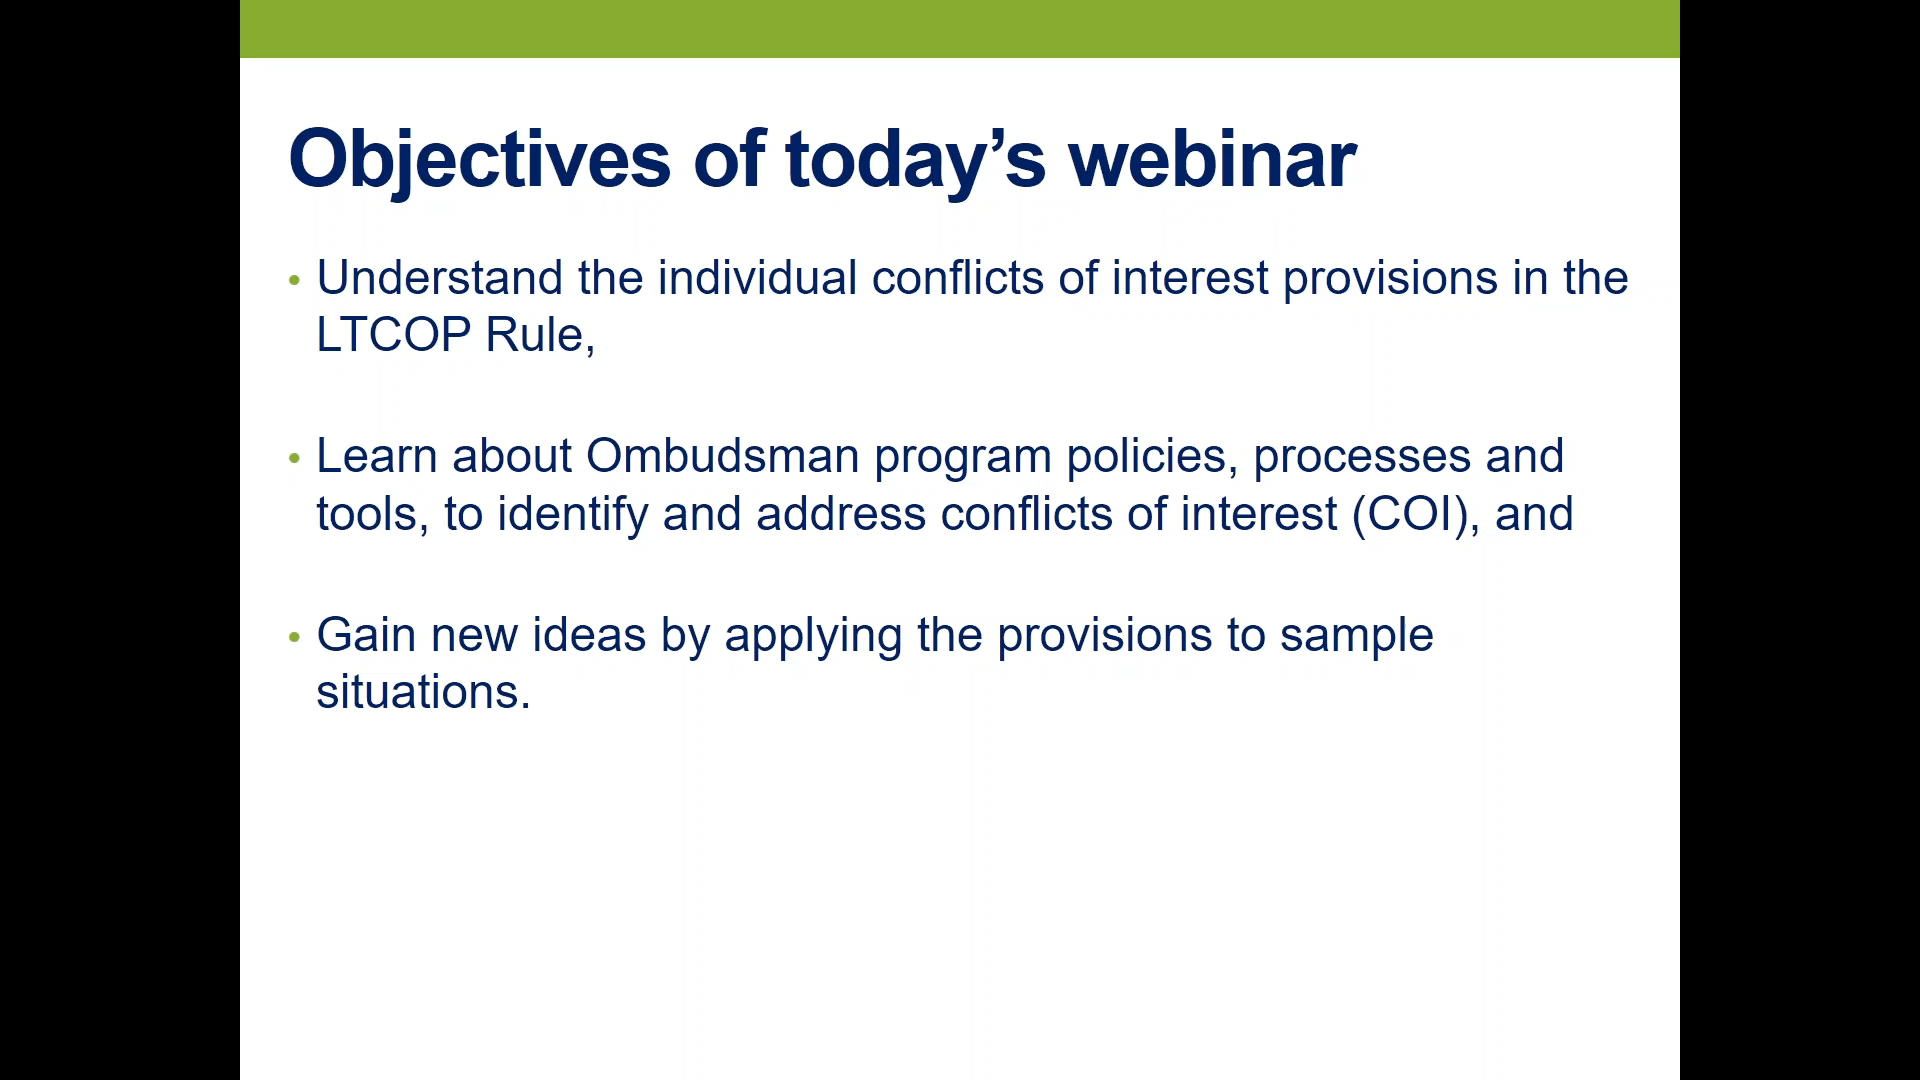 Objectives of today’s webinar
• Understand the individual conflicts of interest provisions in the
LTCOP Rule,
• Learn about Ombudsman program policies, processes and
tools, to identify and address conflicts of interest (COI), and
• Gain new ideas by applying the provisions to sample
situations.